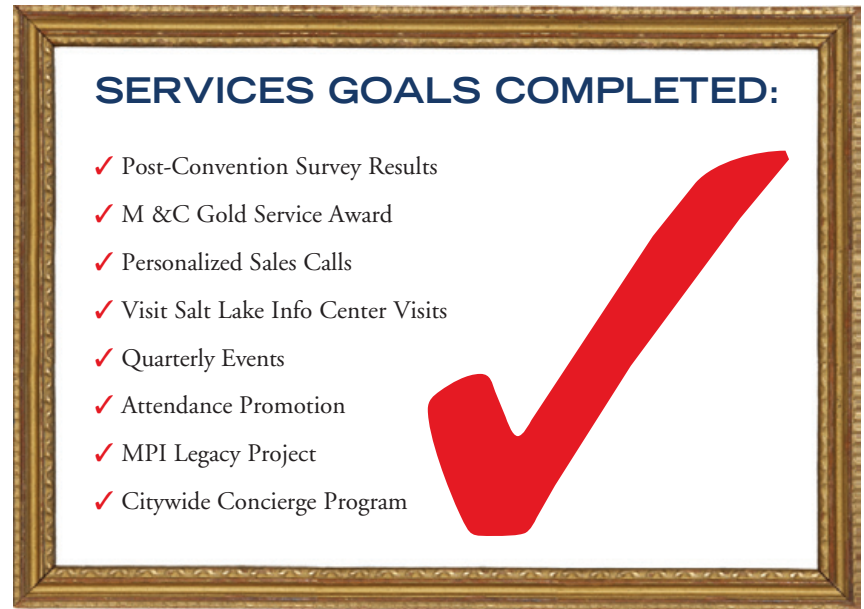 SERVICES GOALS COMPLETED:
✓ Post-Convention Survey Results
✓ M &C Gold Service Award
✓ Personalized Sales Calls
✓ Visit Salt Lake Info Center Visits
✓ Quarterly Events
✓ Attendance Promotion
✓ MPI Legacy Project
✓ Citywide Concierge Program